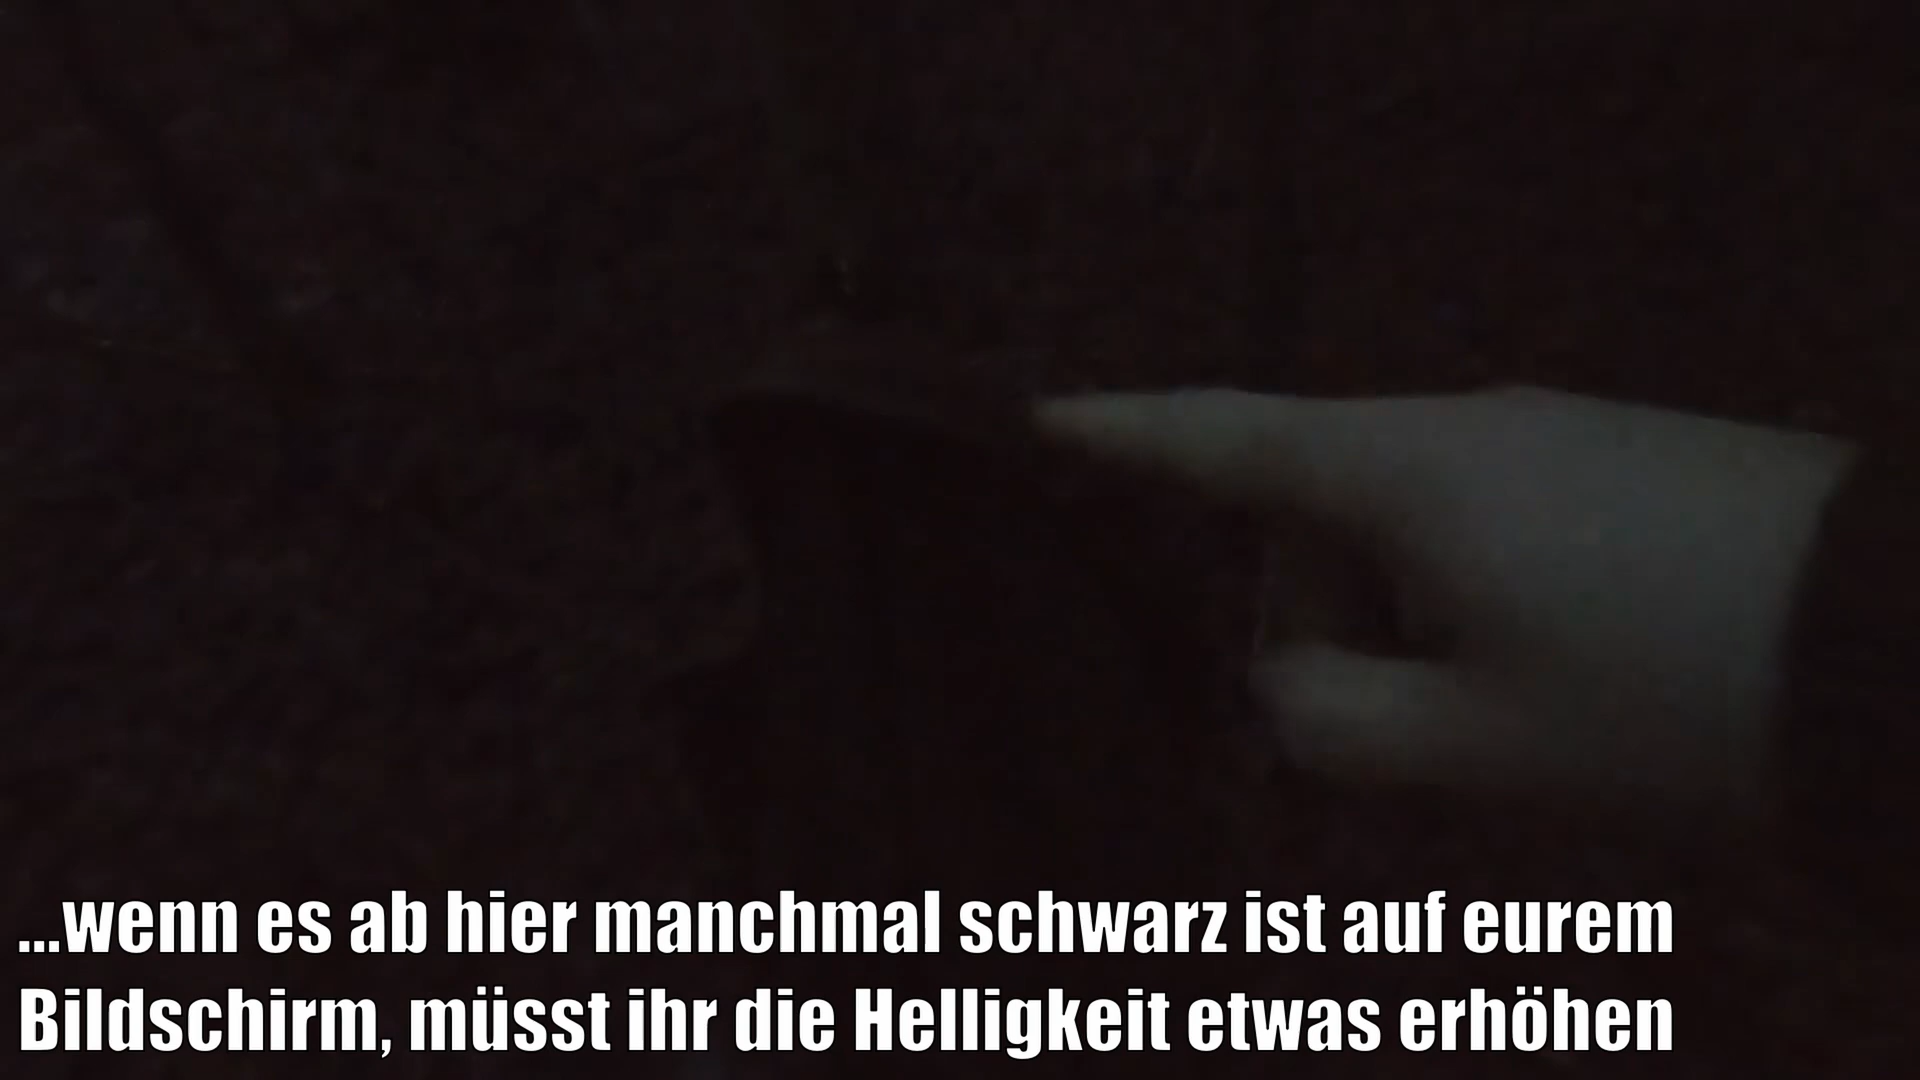 ...wenn es ab hier manchmal schwarz ist auf eurem
Bildschirm, müsst ihr die Helligkeit etwas erhöhen